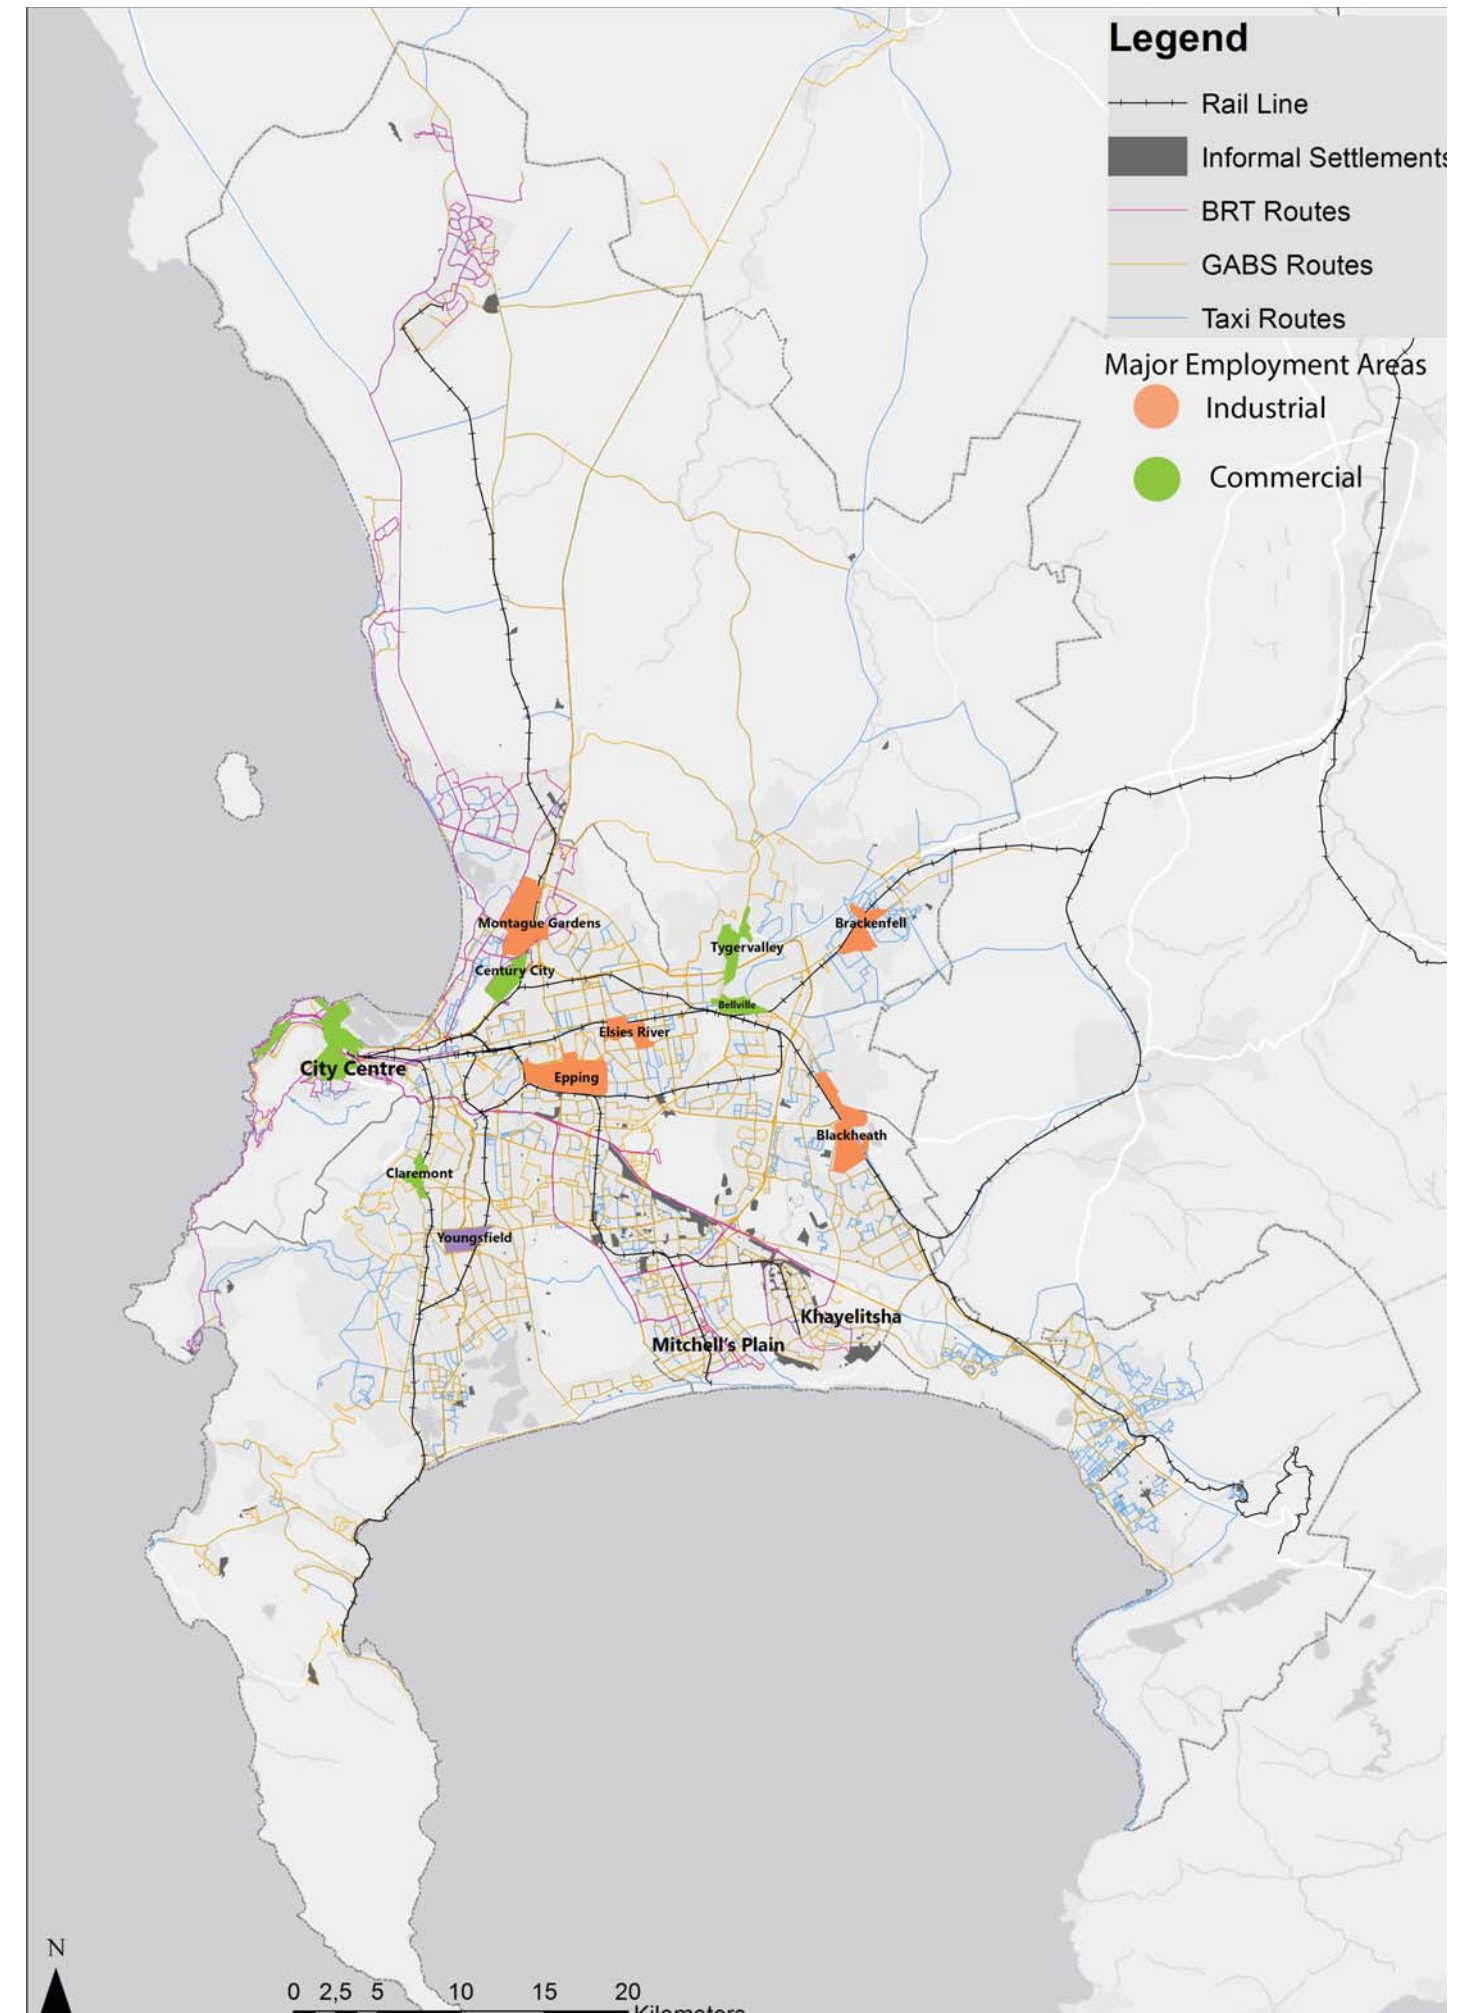 Legend
Rail Line
Informal Settlements
BRT Routes
GABS Routes
Taxi Routes
Major Employment Areas
Industrial
Commercial
Montague Gardens
Brackenfell
Tygervalley
Century City
Bellville
Elsies River
City Centre
Epping
Blackheath
Claremont
Youngsfield
Khayelitsha
Mitchell's Plain
N
0 2,5 5 10 15 20
Kilometers